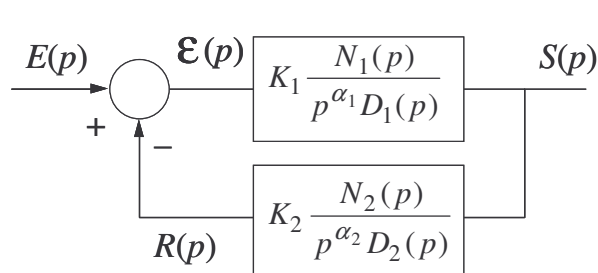 E(p) ε(p) K₁ N₁(p) / p^α₁ D₁(p) S(p)
+ −
R(p) K₂ N₂(p) / p^α₂ D₂(p)